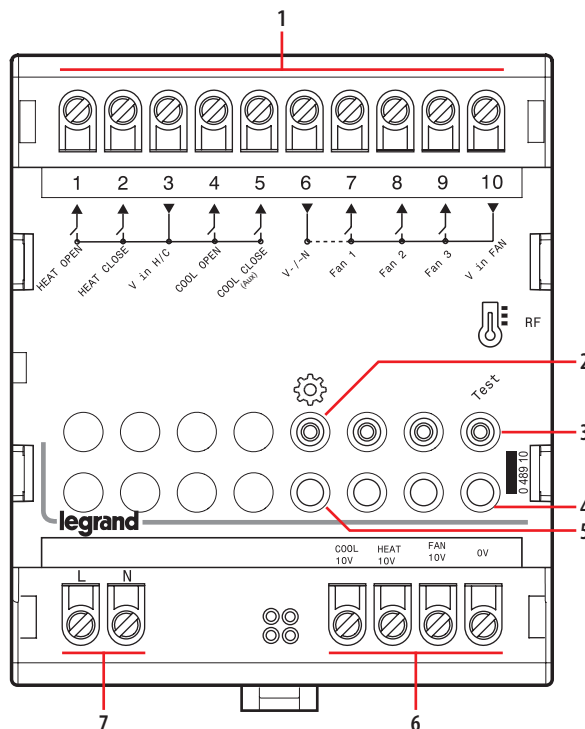 1
1 2 3 4 5 6 7 8 9 10
HEAT OPEN
HEAT CLOSE
V in H/C
COOL OPEN
COOL CLOSE
(Aux)
V-/-N
Fan 1
Fan 2
Fan 3
V in FAN
RF
2
Test
3
0 489 10
4
5
legrand
COOL
10V
HEAT
10V
FAN
10V
0V
L N
7
6